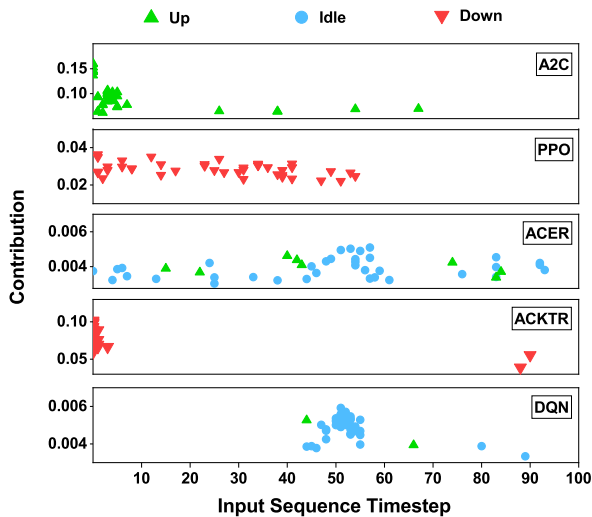 Up Idle Down
0.15
0.10
A2C
0.04
0.02
PPO
0.006
0.004
ACER
0.10
0.05
ACKTR
0.006
0.004
DQN
Contribution
10 20 30 40 50 60 70 80 90 100
Input Sequence Timestep